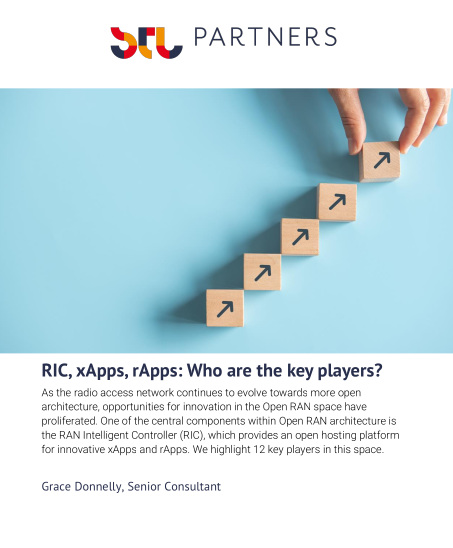 STL PARTNERS
RIC, xApps, rApps: Who are the key players?
As the radio access network continues to evolve towards more open
architecture, opportunities for innovation in the Open RAN space have
proliferated. One of the central components within Open RAN architecture is
the RAN Intelligent Controller (RIC), which provides an open hosting platform
for innovative xApps and rApps. We highlight 12 key players in this space.
Grace Donnelly, Senior Consultant